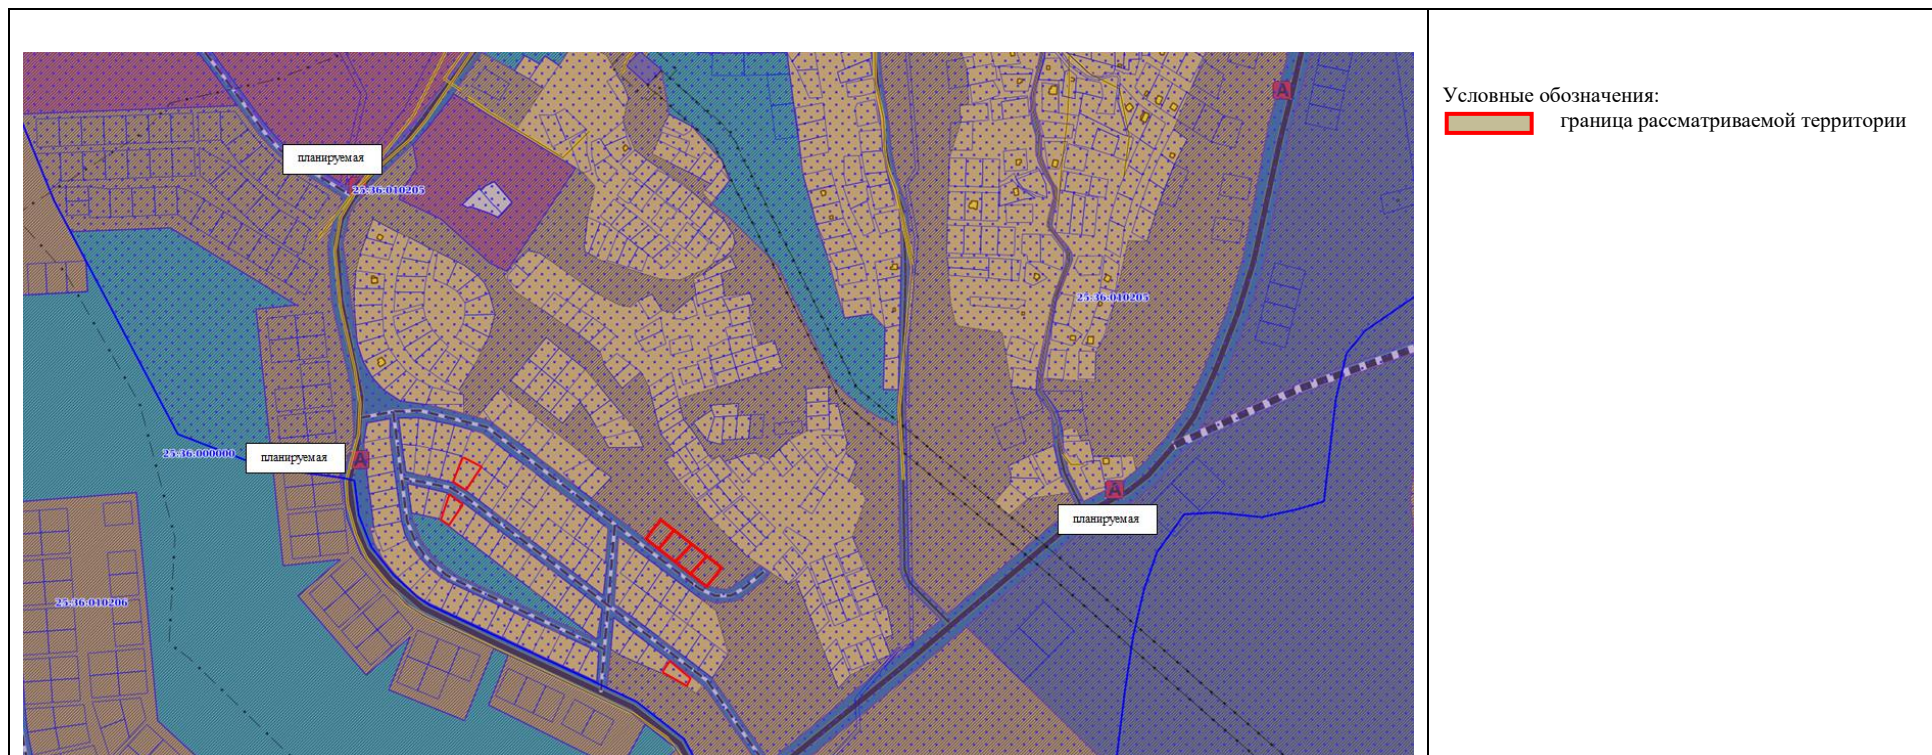 Условные обозначения:
граница рассматриваемой территории
А
планируемая
25:36:010205
25:36:010205
25:36:000000
планируемая
А
А
планируемая
25:36:010206